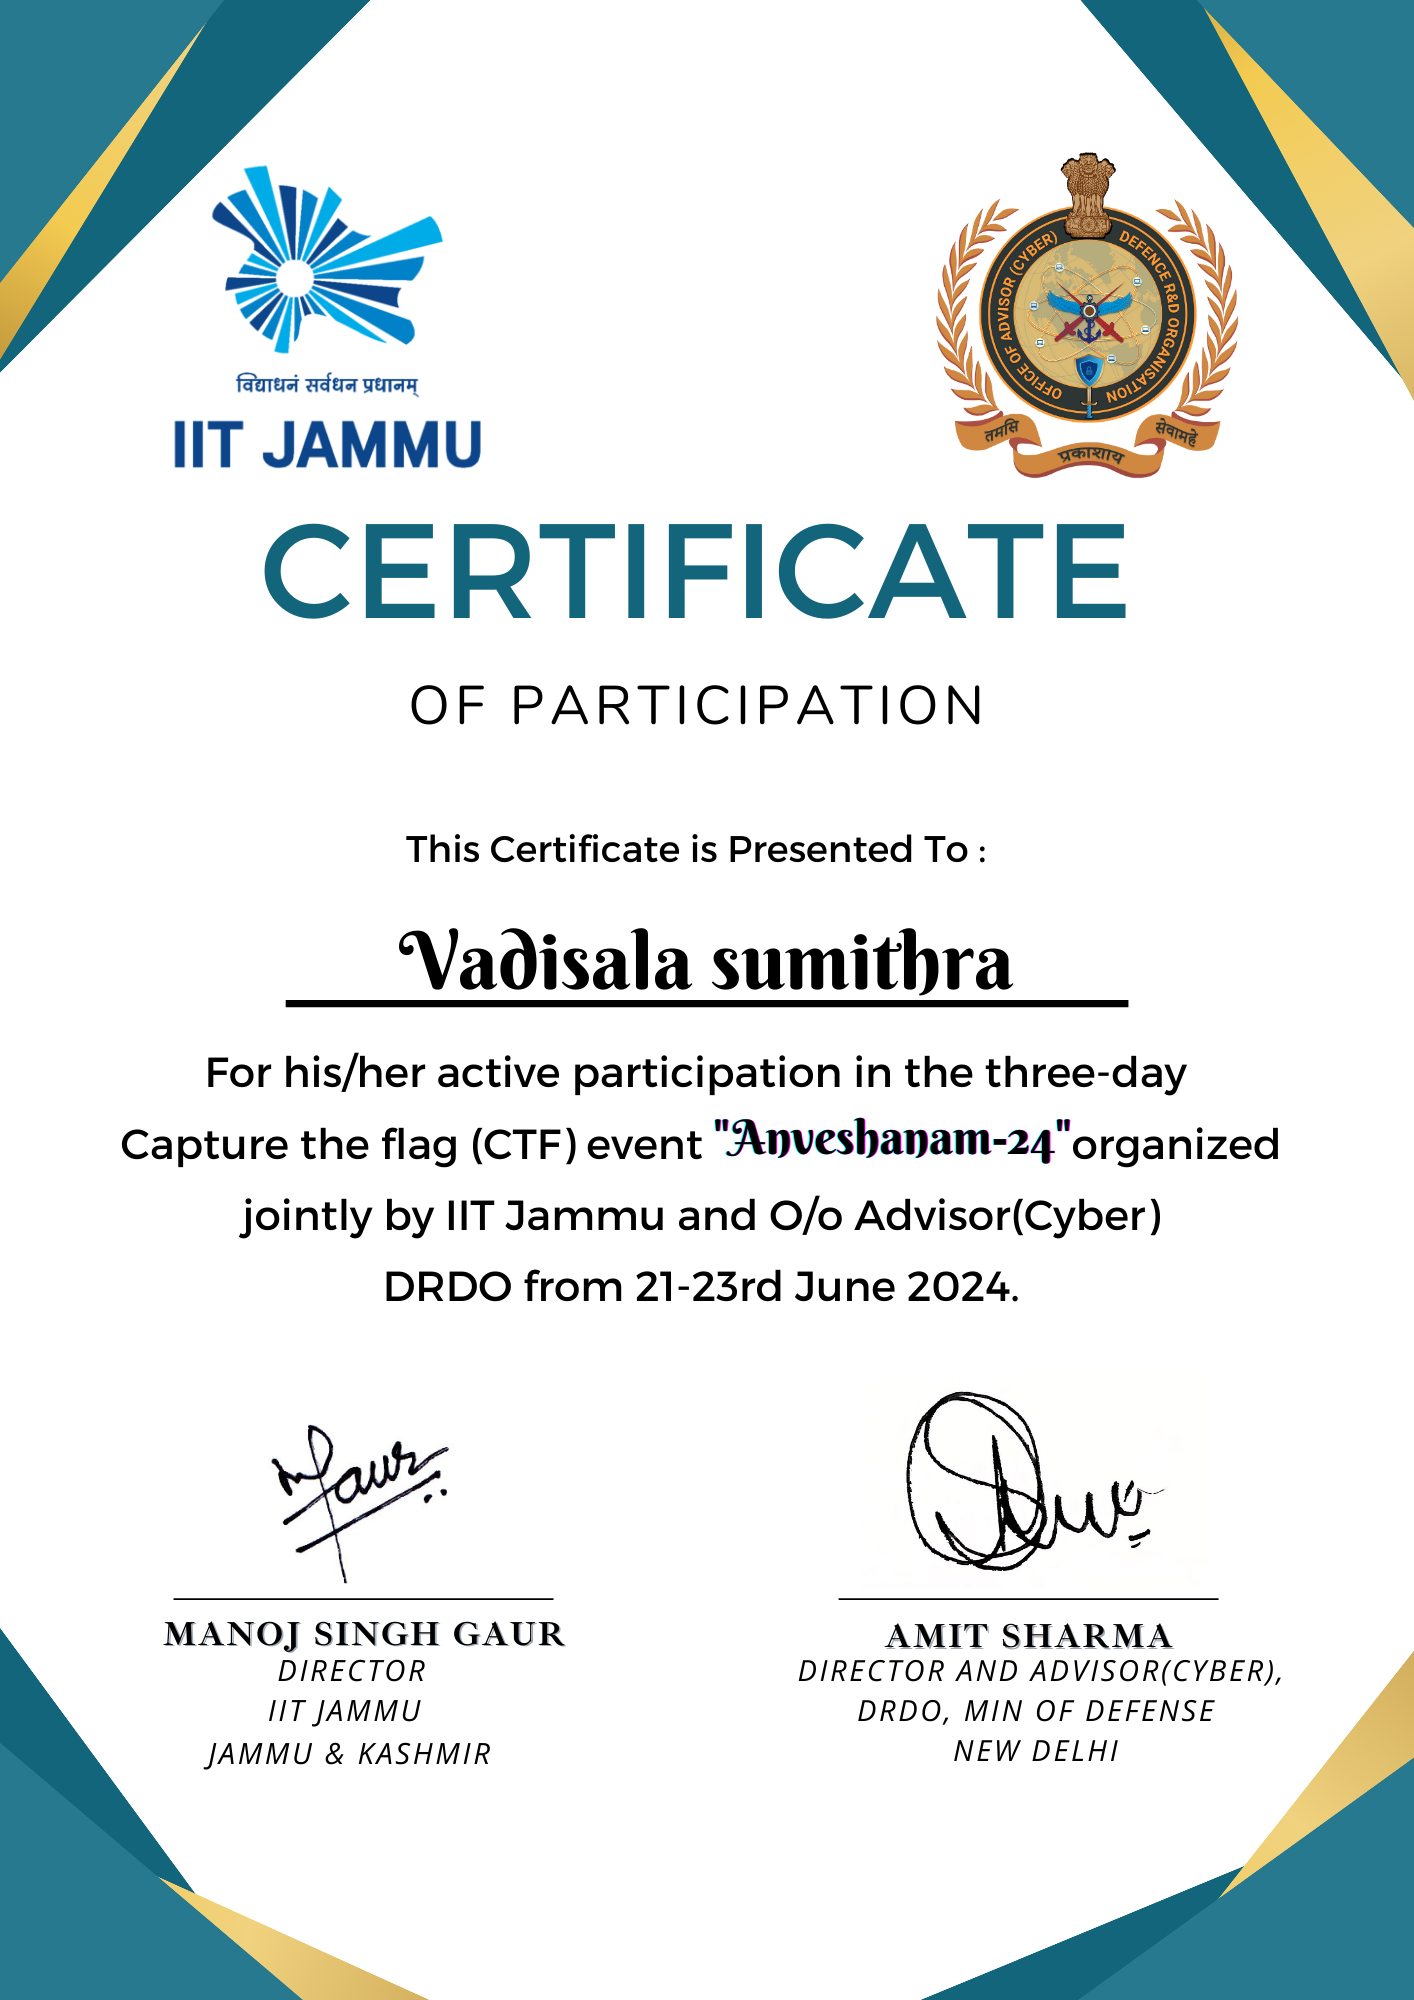 विद्याधनं सर्वधन प्रधानम्
IIT JAMMU
OFFICE OF ADVISOR (CYBER) DEFENCE R&D ORGANISATION
तमसि प्रकाशाय सेवामहे
CERTIFICATE
OF PARTICIPATION
This Certificate is Presented To :
Vadisala sumithra
For his/her active participation in the three-day
Capture the flag (CTF) event "Anveshanam-24"organized
jointly by IIT Jammu and O/o Advisor(Cyber)
DRDO from 21-23rd June 2024.
MANOJ SINGH GAUR
DIRECTOR
IIT JAMMU
JAMMU & KASHMIR
AMIT SHARMA
DIRECTOR AND ADVISOR(CYBER),
DRDO, MIN OF DEFENSE
NEW DELHI